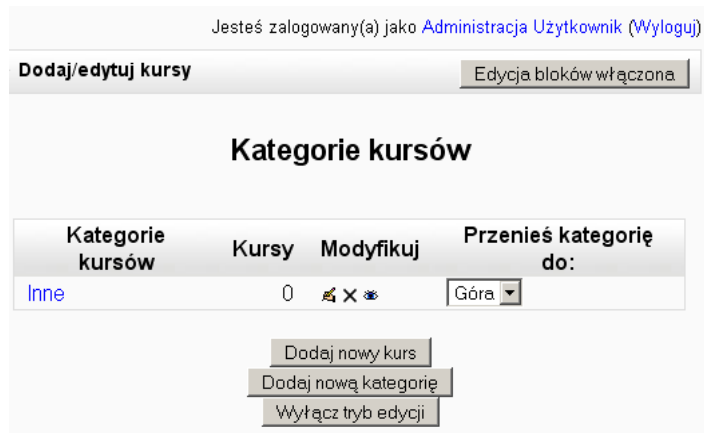 Jesteś zalogowany(a) jako Administracja Użytkownik (Wyloguj)
Dodaj/edytuj kursy
Edycja bloków włączona
Kategorie kursów
Kategorie kursów
Kursy
Modyfikuj
Przenieś kategorię do:
Inne
0
Góra
Dodaj nowy kurs
Dodaj nową kategorię
Wyłącz tryb edycji